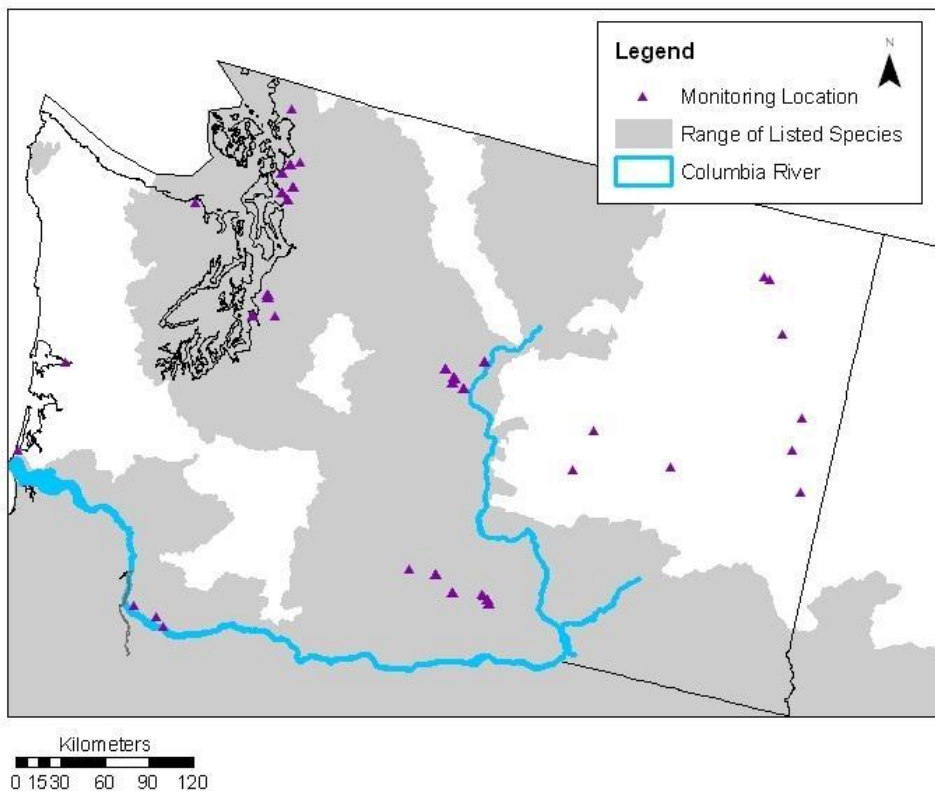 Legend
N
Monitoring Location
Range of Listed Species
Columbia River
Kilometers
0 15 30 60 90 120